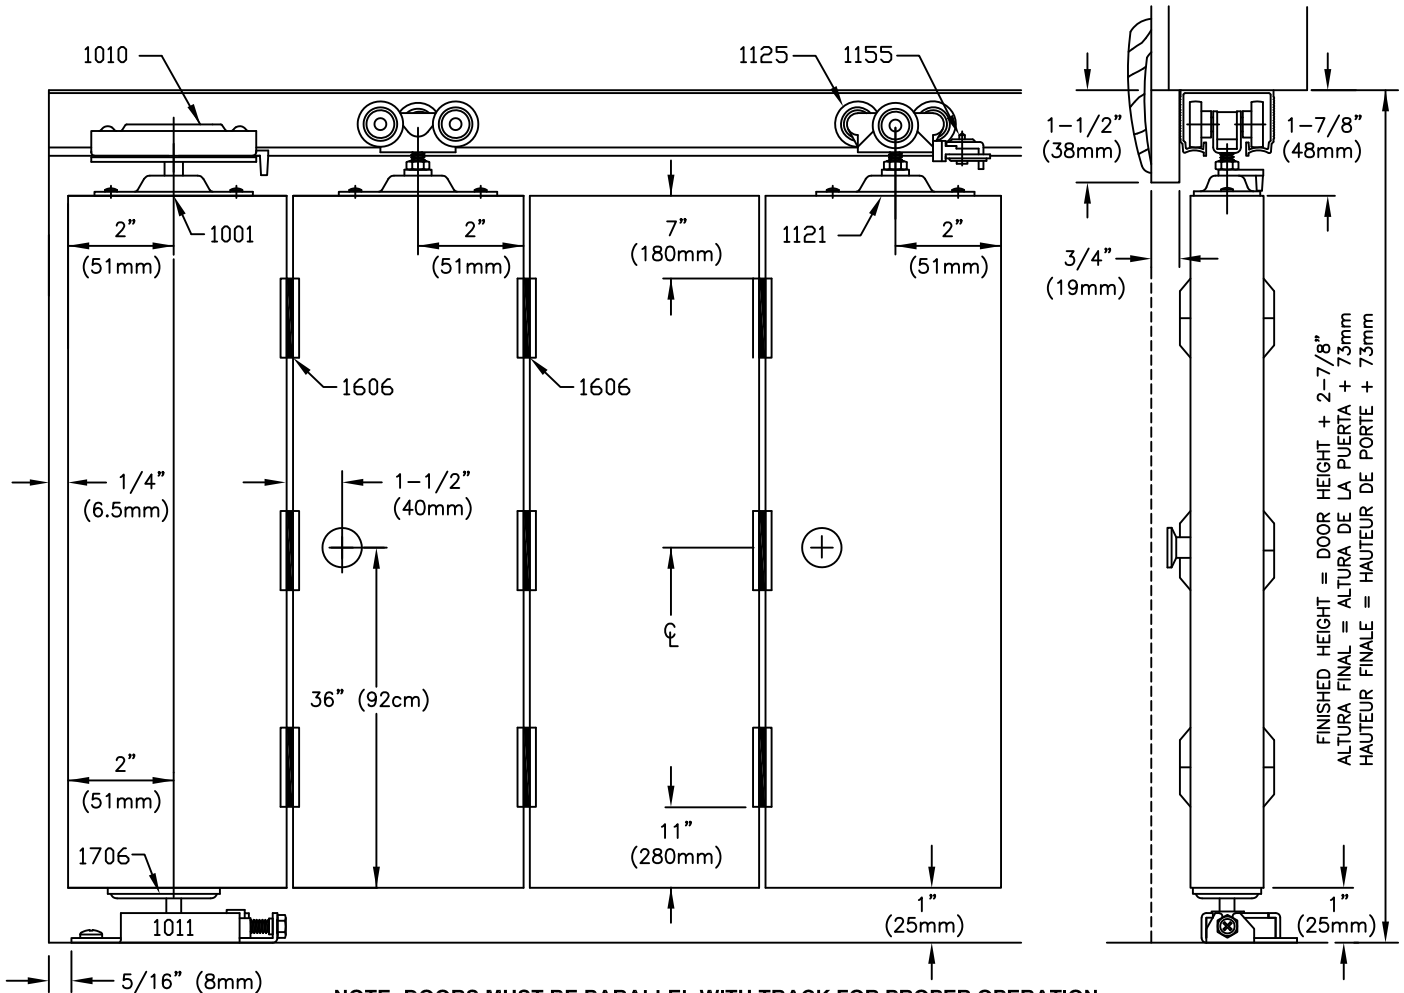 1010
1125
1155
1-1/2”
(38mm)
1-7/8”
(48mm)
2”
(51mm)
1001
2”
(51mm)
7”
(180mm)
1121
2”
(51mm)
3/4”
(19mm)
1606
1606
1/4”
(6.5mm)
1-1/2”
(40mm)
℄
36” (92cm)
FINISHED HEIGHT = DOOR HEIGHT + 2-7/8”
ALTURA FINAL = ALTURA DE LA PUERTA + 73mm
HAUTEUR FINALE = HAUTEUR DE PORTE + 73mm
2”
(51mm)
11”
(280mm)
1706
1011
1”
(25mm)
1”
(25mm)
5/16” (8mm)